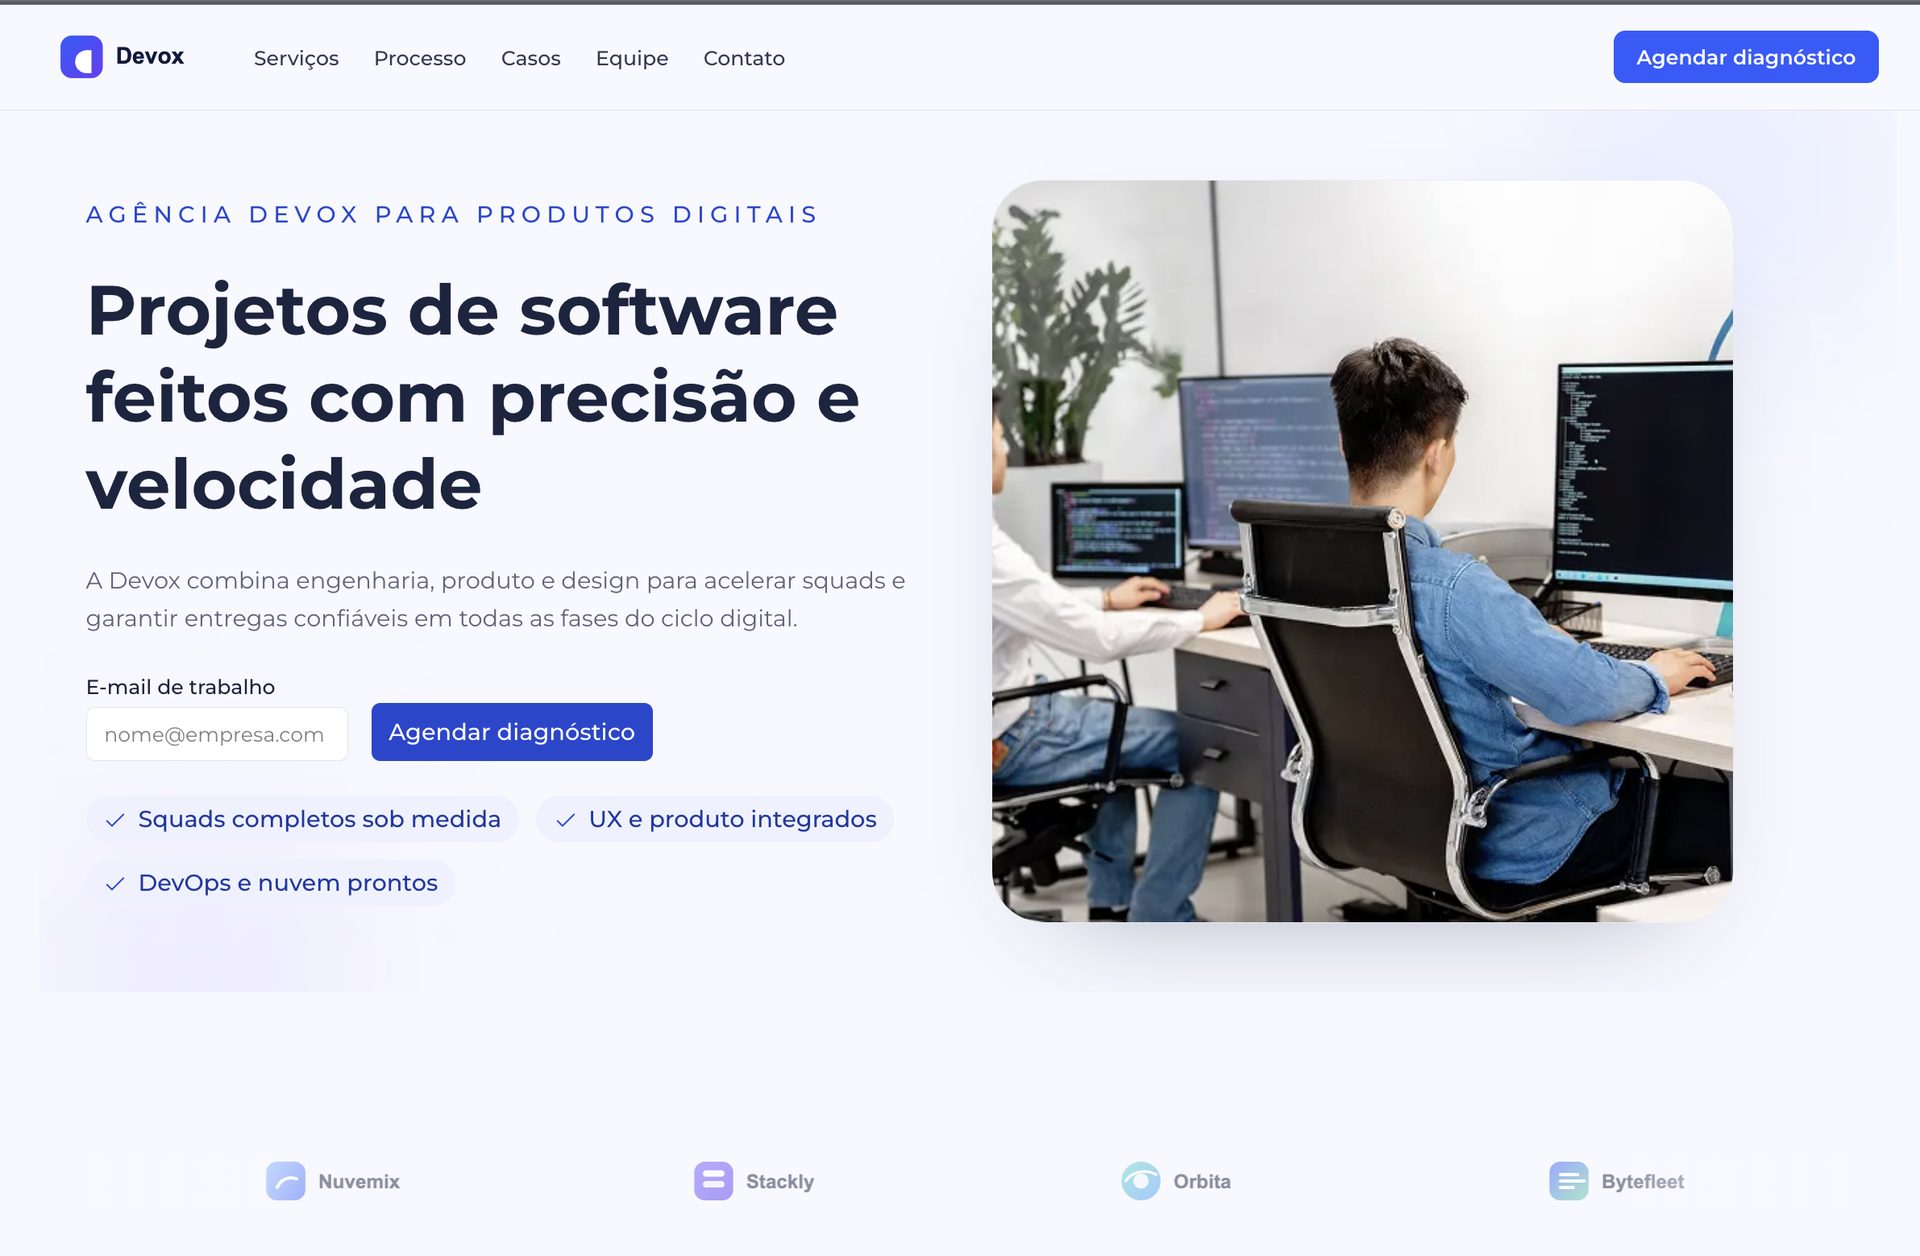 Devox
Serviços
Processo
Casos
Equipe
Contato
Agendar diagnóstico
AGÊNCIA DEVOX PARA PRODUTOS DIGITAIS
Projetos de software
feitos com precisão e
velocidade
A Devox combina engenharia, produto e design para acelerar squads e
garantir entregas confiáveis em todas as fases do ciclo digital.
E-mail de trabalho
nome@empresa.com
Agendar diagnóstico
Squads completos sob medida
UX e produto integrados
DevOps e nuvem prontos
Nuvemix
Stackly
Orbita
Bytefleet